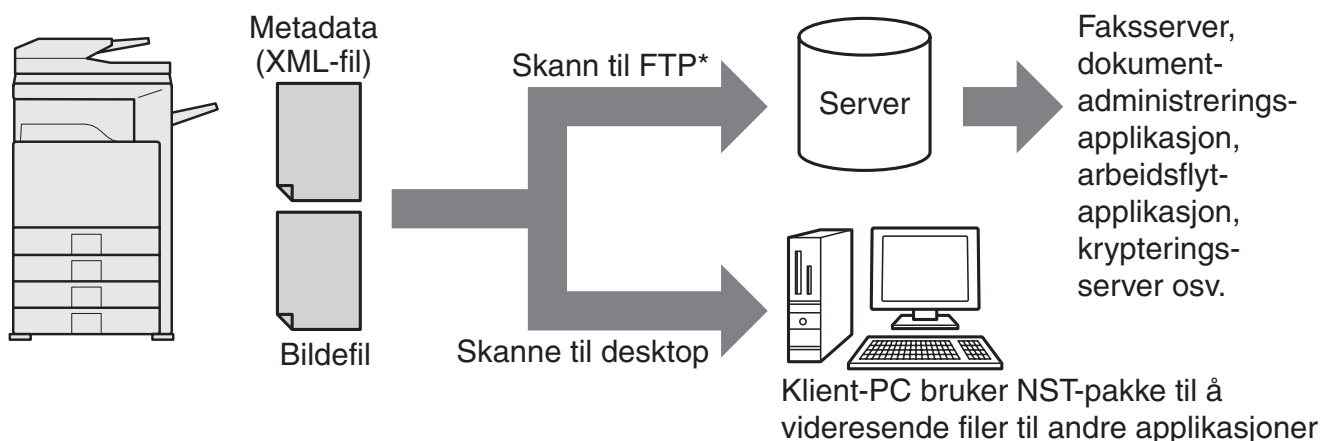 Metadata
(XML-fil)
Bildefil
Skann til FTP*
Skanne til desktop
Server
Faksserver,
dokument-
administrerings-
applikasjon,
arbeidsflyt-
applikasjon,
krypterings-
server osv.
Klient-PC bruker NST-pakke til å
videresende filer til andre applikasjoner